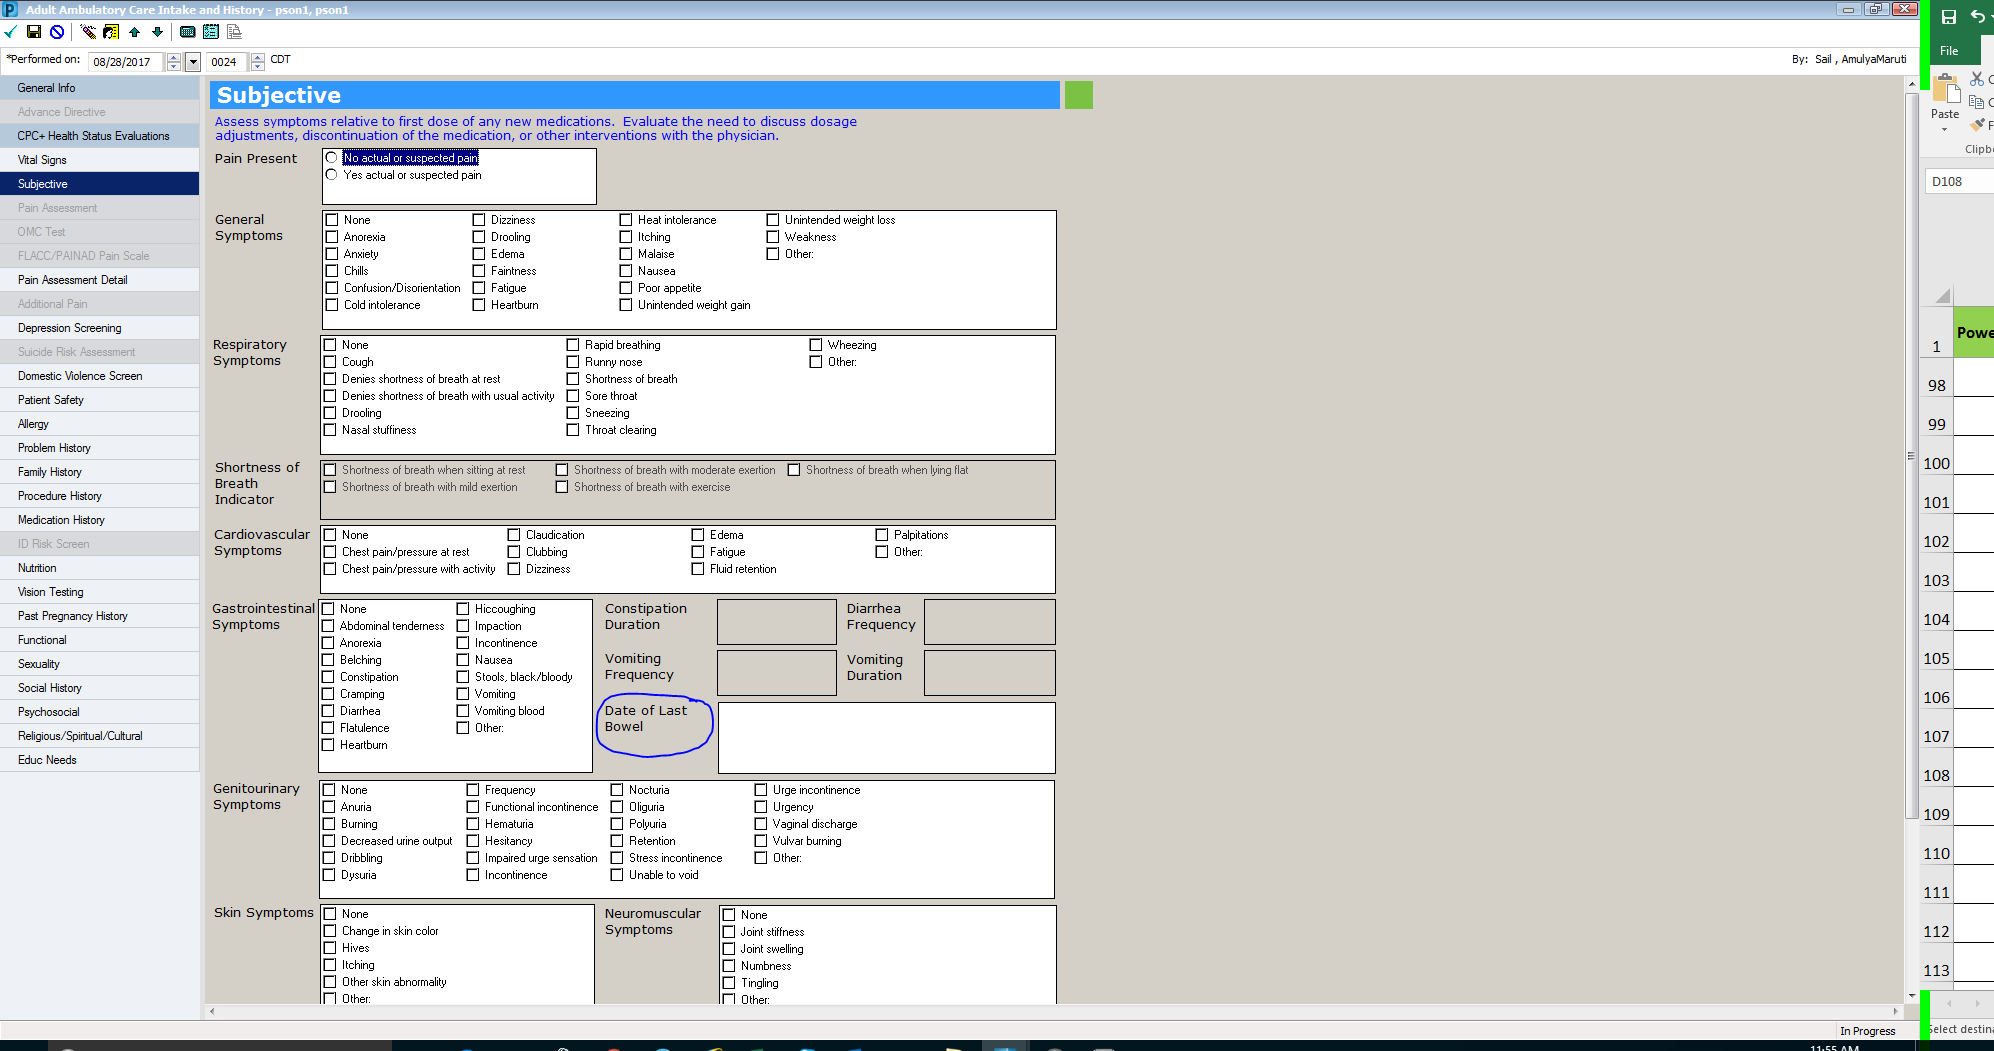 Adult Ambulatory Care Intake and History - pson1, pson1
*Performed on: 08/28/2017 0024 CDT By: Sail , AmulyaMaruti
General Info
Advance Directive
CPC+ Health Status Evaluations
Vital Signs
Subjective
Pain Assessment
OMC Test
FLACC/PAINAD Pain Scale
Pain Assessment Detail
Additional Pain
Depression Screening
Suicide Risk Assessment
Domestic Violence Screen
Patient Safety
Allergy
Problem History
Family History
Procedure History
Medication History
ID Risk Screen
Nutrition
Vision Testing
Past Pregnancy History
Functional
Sexuality
Social History
Psychosocial
Religious/Spiritual/Cultural
Educ Needs
Subjective
Assess symptoms relative to first dose of any new medications. Evaluate the need to discuss dosage
adjustments, discontinuation of the medication, or other interventions with the physician.
Pain Present
No actual or suspected pain
Yes actual or suspected pain
General
Symptoms
None Dizziness Heat intolerance Unintended weight loss
Anorexia Drooling Itching Weakness
Anxiety Edema Malaise Other:
Chills Faintness Nausea
Confusion/Disorientation Fatigue Poor appetite
Cold intolerance Heartburn Unintended weight gain
Respiratory
Symptoms
None Rapid breathing Wheezing
Cough Runny nose Other:
Denies shortness of breath at rest Shortness of breath
Denies shortness of breath with usual activity Sore throat
Drooling Sneezing
Nasal stuffiness Throat clearing
Shortness of
Breath
Indicator
Shortness of breath when sitting at rest Shortness of breath with moderate exertion Shortness of breath when lying flat
Shortness of breath with mild exertion Shortness of breath with exercise
Cardiovascular
Symptoms
None Claudication Edema Palpitations
Chest pain/pressure at rest Clubbing Fatigue Other:
Chest pain/pressure with activity Dizziness Fluid retention
Gastrointestinal
Symptoms
None Hiccoughing
Abdominal tenderness Impaction
Anorexia Incontinence
Belching Nausea
Constipation Stools, black/bloody
Cramping Vomiting
Diarrhea Vomiting blood
Flatulence Other:
Heartburn
Constipation
Duration
Diarrhea
Frequency
Vomiting
Frequency
Vomiting
Duration
Date of Last
Bowel
Genitourinary
Symptoms
None Frequency Nocturia Urge incontinence
Anuria Functional incontinence Oliguria Urgency
Burning Hematuria Polyuria Vaginal discharge
Decreased urine output Hesitancy Retention Vulvar burning
Dribbling Impaired urge sensation Stress incontinence Other:
Dysuria Incontinence Unable to void
Skin Symptoms
None
Change in skin color
Hives
Itching
Other skin abnormality
Other:
Neuromuscular
Symptoms
None
Joint stiffness
Joint swelling
Numbness
Tingling
Other:
In Progress
11:55 AM
File
Paste
Clipb
D108
1 Powe
98
99
100
101
102
103
104
105
106
107
108
109
110
111
112
113
Select destina